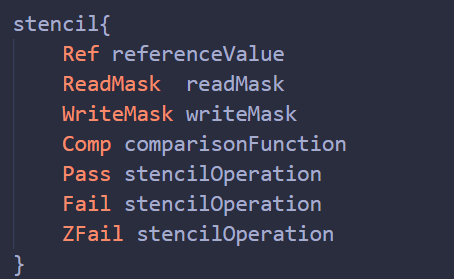 stencil{
Ref referenceValue
ReadMask  readMask
WriteMask writeMask
Comp comparisonFunction
Pass stencilOperation
Fail stencilOperation
ZFail stencilOperation
}